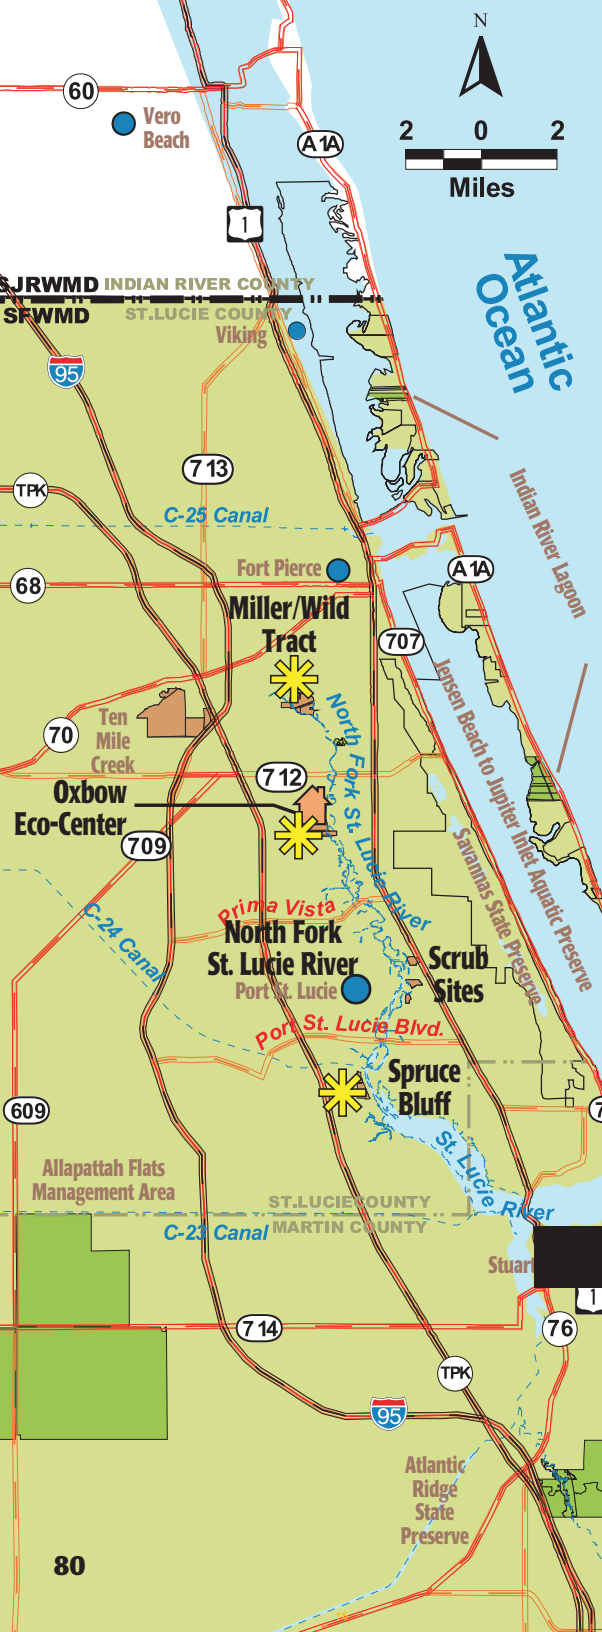 N
60
Vero
Beach
A1A
2 0 2
Miles
1
Atlantic
Ocean
SJRWMD INDIAN RIVER COUNTY
SFWMD ST.LUCIE COUNTY
Viking
95
713
TPK
C-25 Canal
Indian River Lagoon
Fort Pierce
A1A
68
Miller/Wild
Tract
707
Jensen Beach to Jupiter Inlet Aquatic Preserve
North Fork St. Lucie River
Ten
Mile
Creek
70
712
Oxbow
Eco-Center
709
Savannas State Preserve
Prima Vista
C-24 Canal
North Fork
St. Lucie River
Port St. Lucie
Scrub
Sites
Port St. Lucie Blvd.
Spruce
Bluff
609
7
St. Lucie River
Allapattah Flats
Management Area
ST.LUCIE COUNTY
C-23 Canal MARTIN COUNTY
Stuart
1
714
76
TPK
95
Atlantic
Ridge
State
Preserve
80